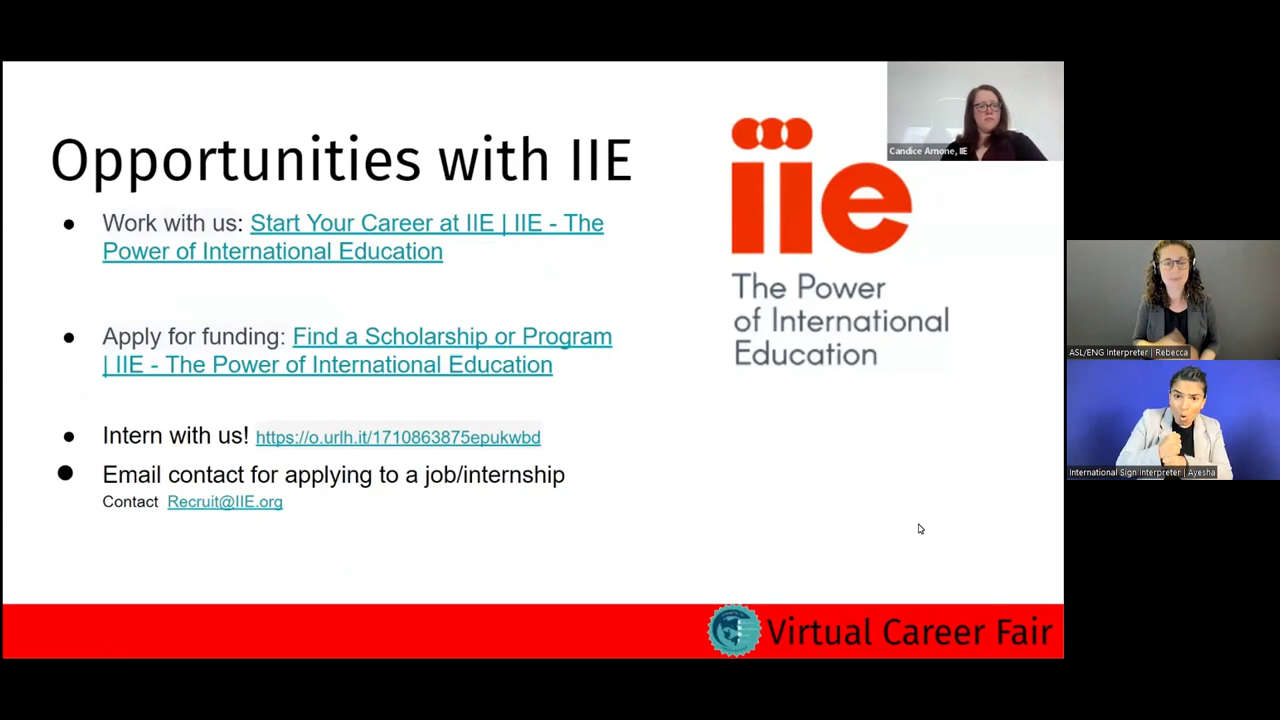 Opportunities with IIE
● Work with us: Start Your Career at IIE | IIE - The
Power of International Education
● Apply for funding: Find a Scholarship or Program
| IIE - The Power of International Education
● Intern with us! https://o.urlh.it/1710863875epukwbd
● Email contact for applying to a job/internship
Contact Recruit@IIE.org
iie
The Power
of International
Education
Candice Arnone, IIE
ASL/ENG Interpreter | Rebecca
International Sign Interpreter | Ayesha
Virtual Career Fair